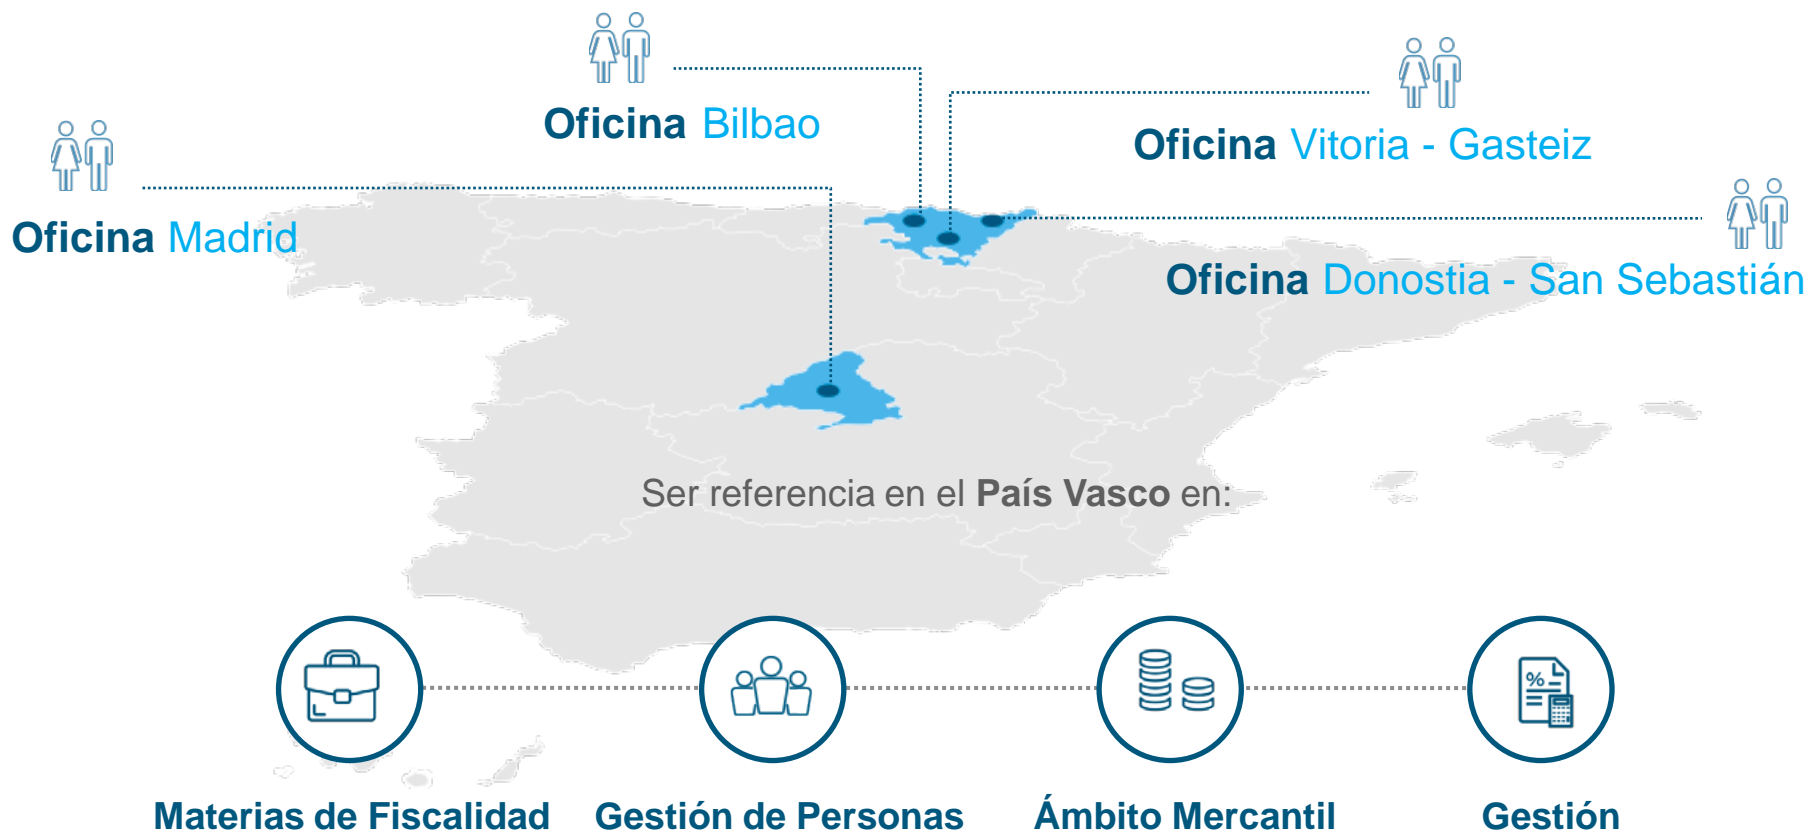 Oficina Bilbao
Oficina Vitoria - Gasteiz
Oficina Madrid
Oficina Donostia - San Sebastián
Ser referencia en el País Vasco en:
%
Materias de Fiscalidad
Gestión de Personas
Ámbito Mercantil
Gestión